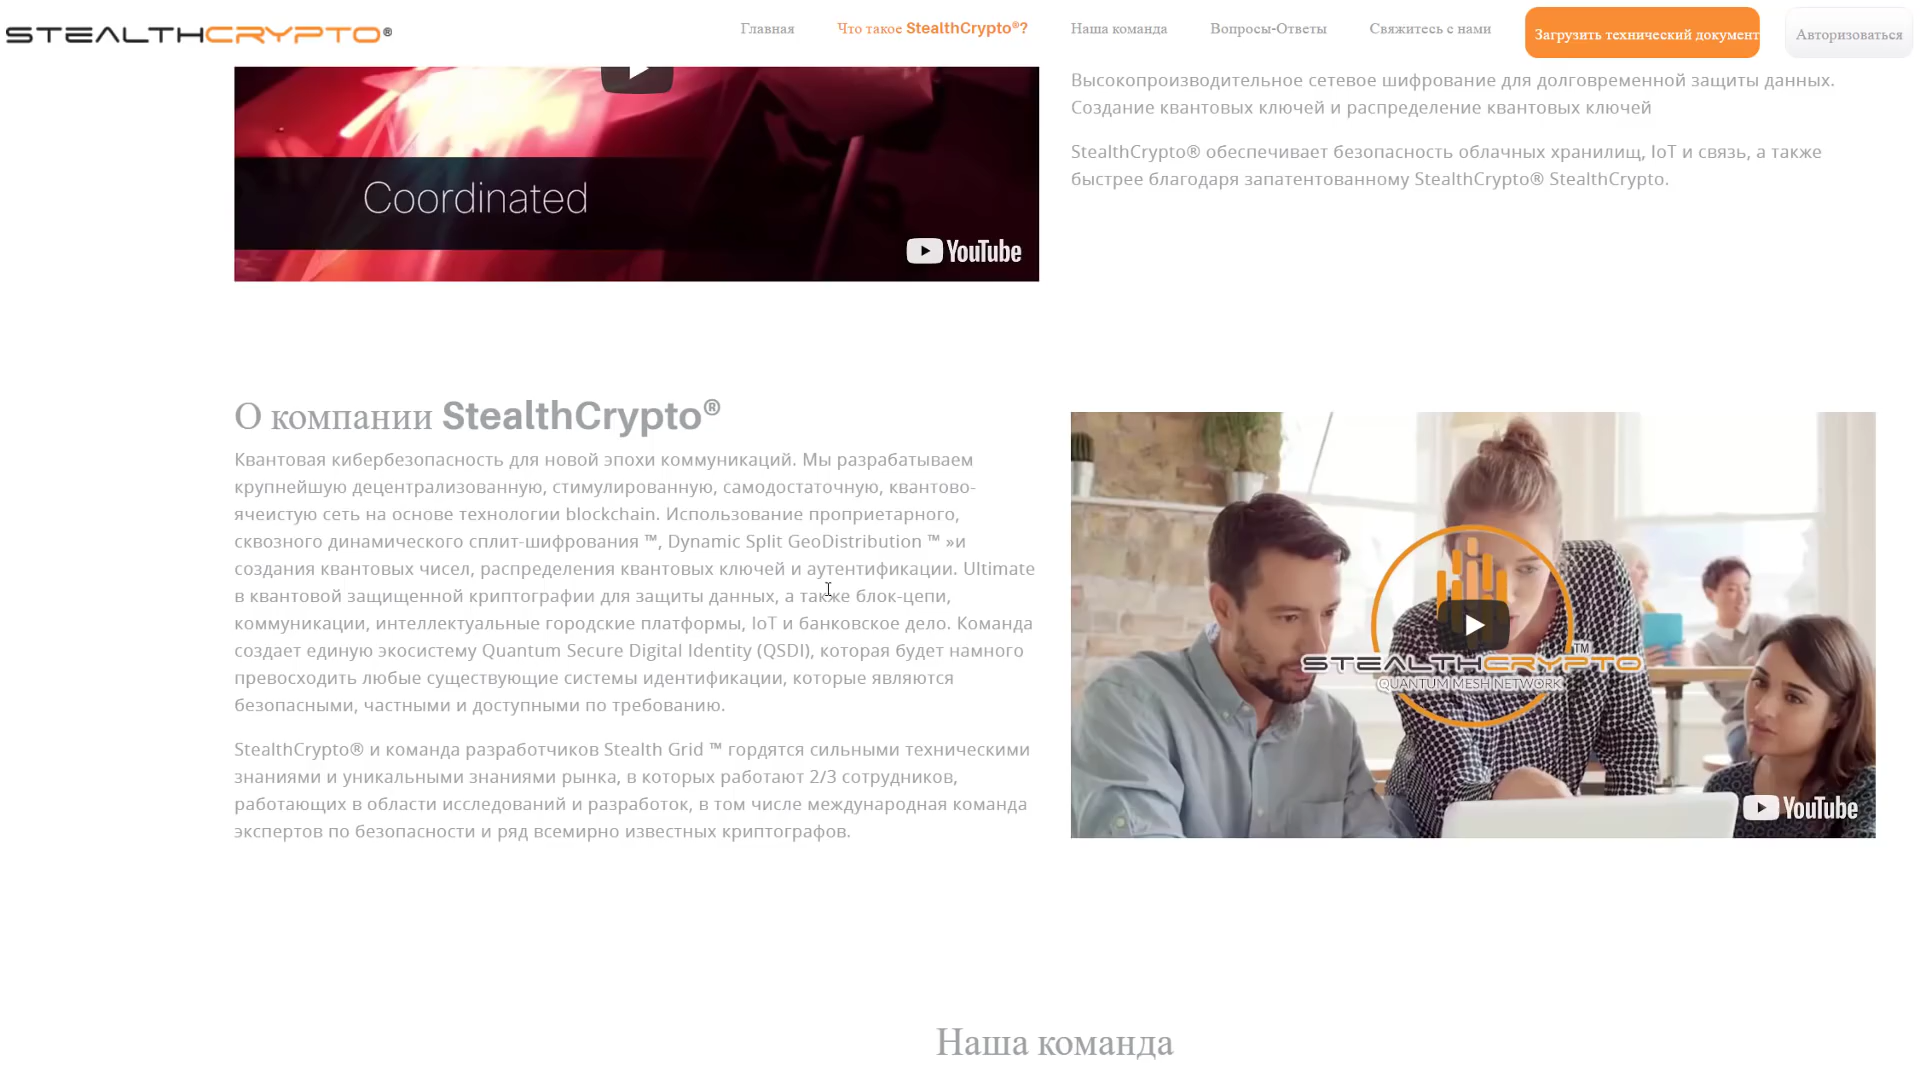 STEALTHCRYPTO®
Главная
Что такое StealthCrypto®?
Наша команда
Вопросы-Ответы
Свяжитесь с нами
Загрузить технический документ
Авторизоваться
Coordinated
YouTube
Высокопроизводительное сетевое шифрование для долговременной защиты данных.
Создание квантовых ключей и распределение квантовых ключей
StealthCrypto® обеспечивает безопасность облачных хранилищ, IoT и связь, а также
быстрее благодаря запатентованному StealthCrypto® StealthCrypto.
О компании StealthCrypto®
Квантовая кибербезопасность для новой эпохи коммуникаций. Мы разрабатываем
крупнейшую децентрализованную, стимулированную, самодостаточную, квантово-
ячеистую сеть на основе технологии blockchain. Использование проприетарного,
сквозного динамического сплит-шифрования ™, Dynamic Split GeoDistribution ™ »и
создания квантовых чисел, распределения квантовых ключей и аутентификации. Ultimate
в квантовой защищенной криптографии для защиты данных, а также блок-цепи,
коммуникации, интеллектуальные городские платформы, IoT и банковское дело. Команда
создает единую экосистему Quantum Secure Digital Identity (QSDI), которая будет намного
превосходить любые существующие системы идентификации, которые являются
безопасными, частными и доступными по требованию.
StealthCrypto® и команда разработчиков Stealth Grid ™ гордятся сильными техническими
знаниями и уникальными знаниями рынка, в которых работают 2/3 сотрудников,
работающих в области исследований и разработок, в том числе международная команда
экспертов по безопасности и ряд всемирно известных криптографов.
STEALTHCRYPTO TM
QUANTUM MESH NETWORK
YouTube
Наша команда